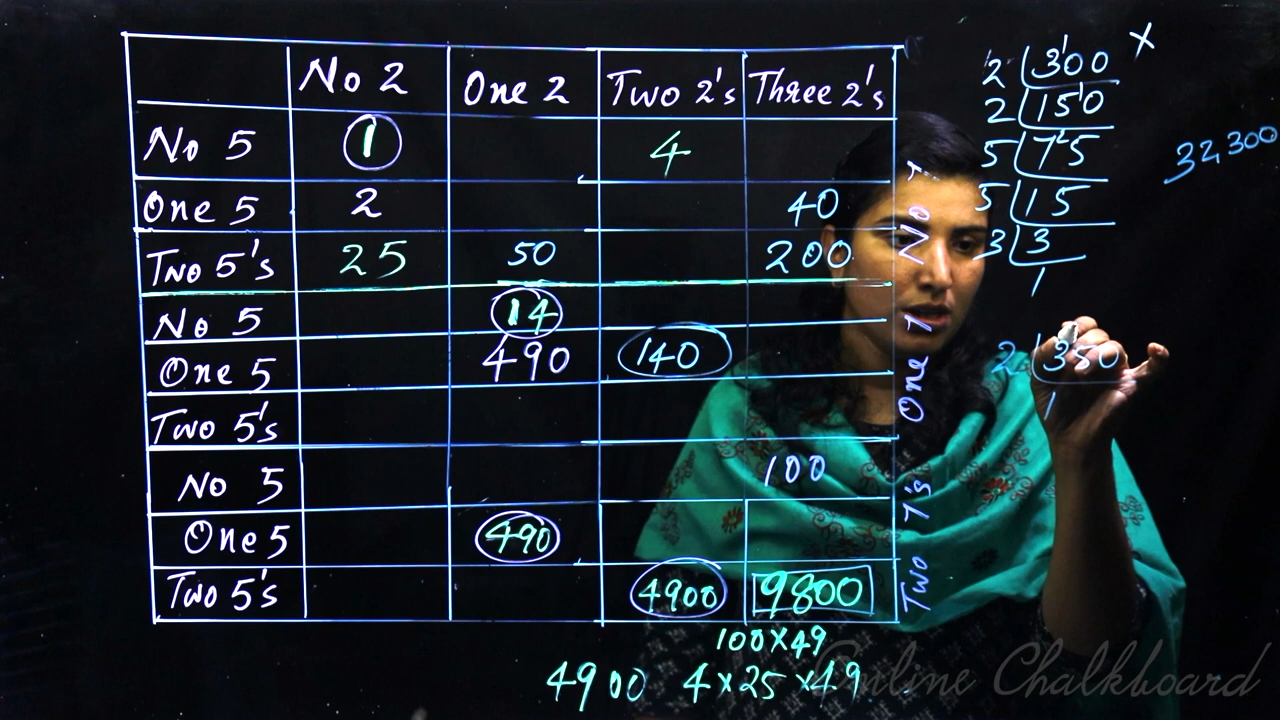 No 2 One 2 Two 2's Three 2's
No 5 1 4
One 5 2 40
Two 5's 25 50 200
No 7
No 5 14
One 5 490 140
Two 5's
One 7
No 5 100
One 5 490
Two 5's 4900 9800
Two 7's
100×49
4900 4×25×49
2 300 X
2 150
5 75
5 15
3 3
1
32,300
2 350
1
Online Chalkboard